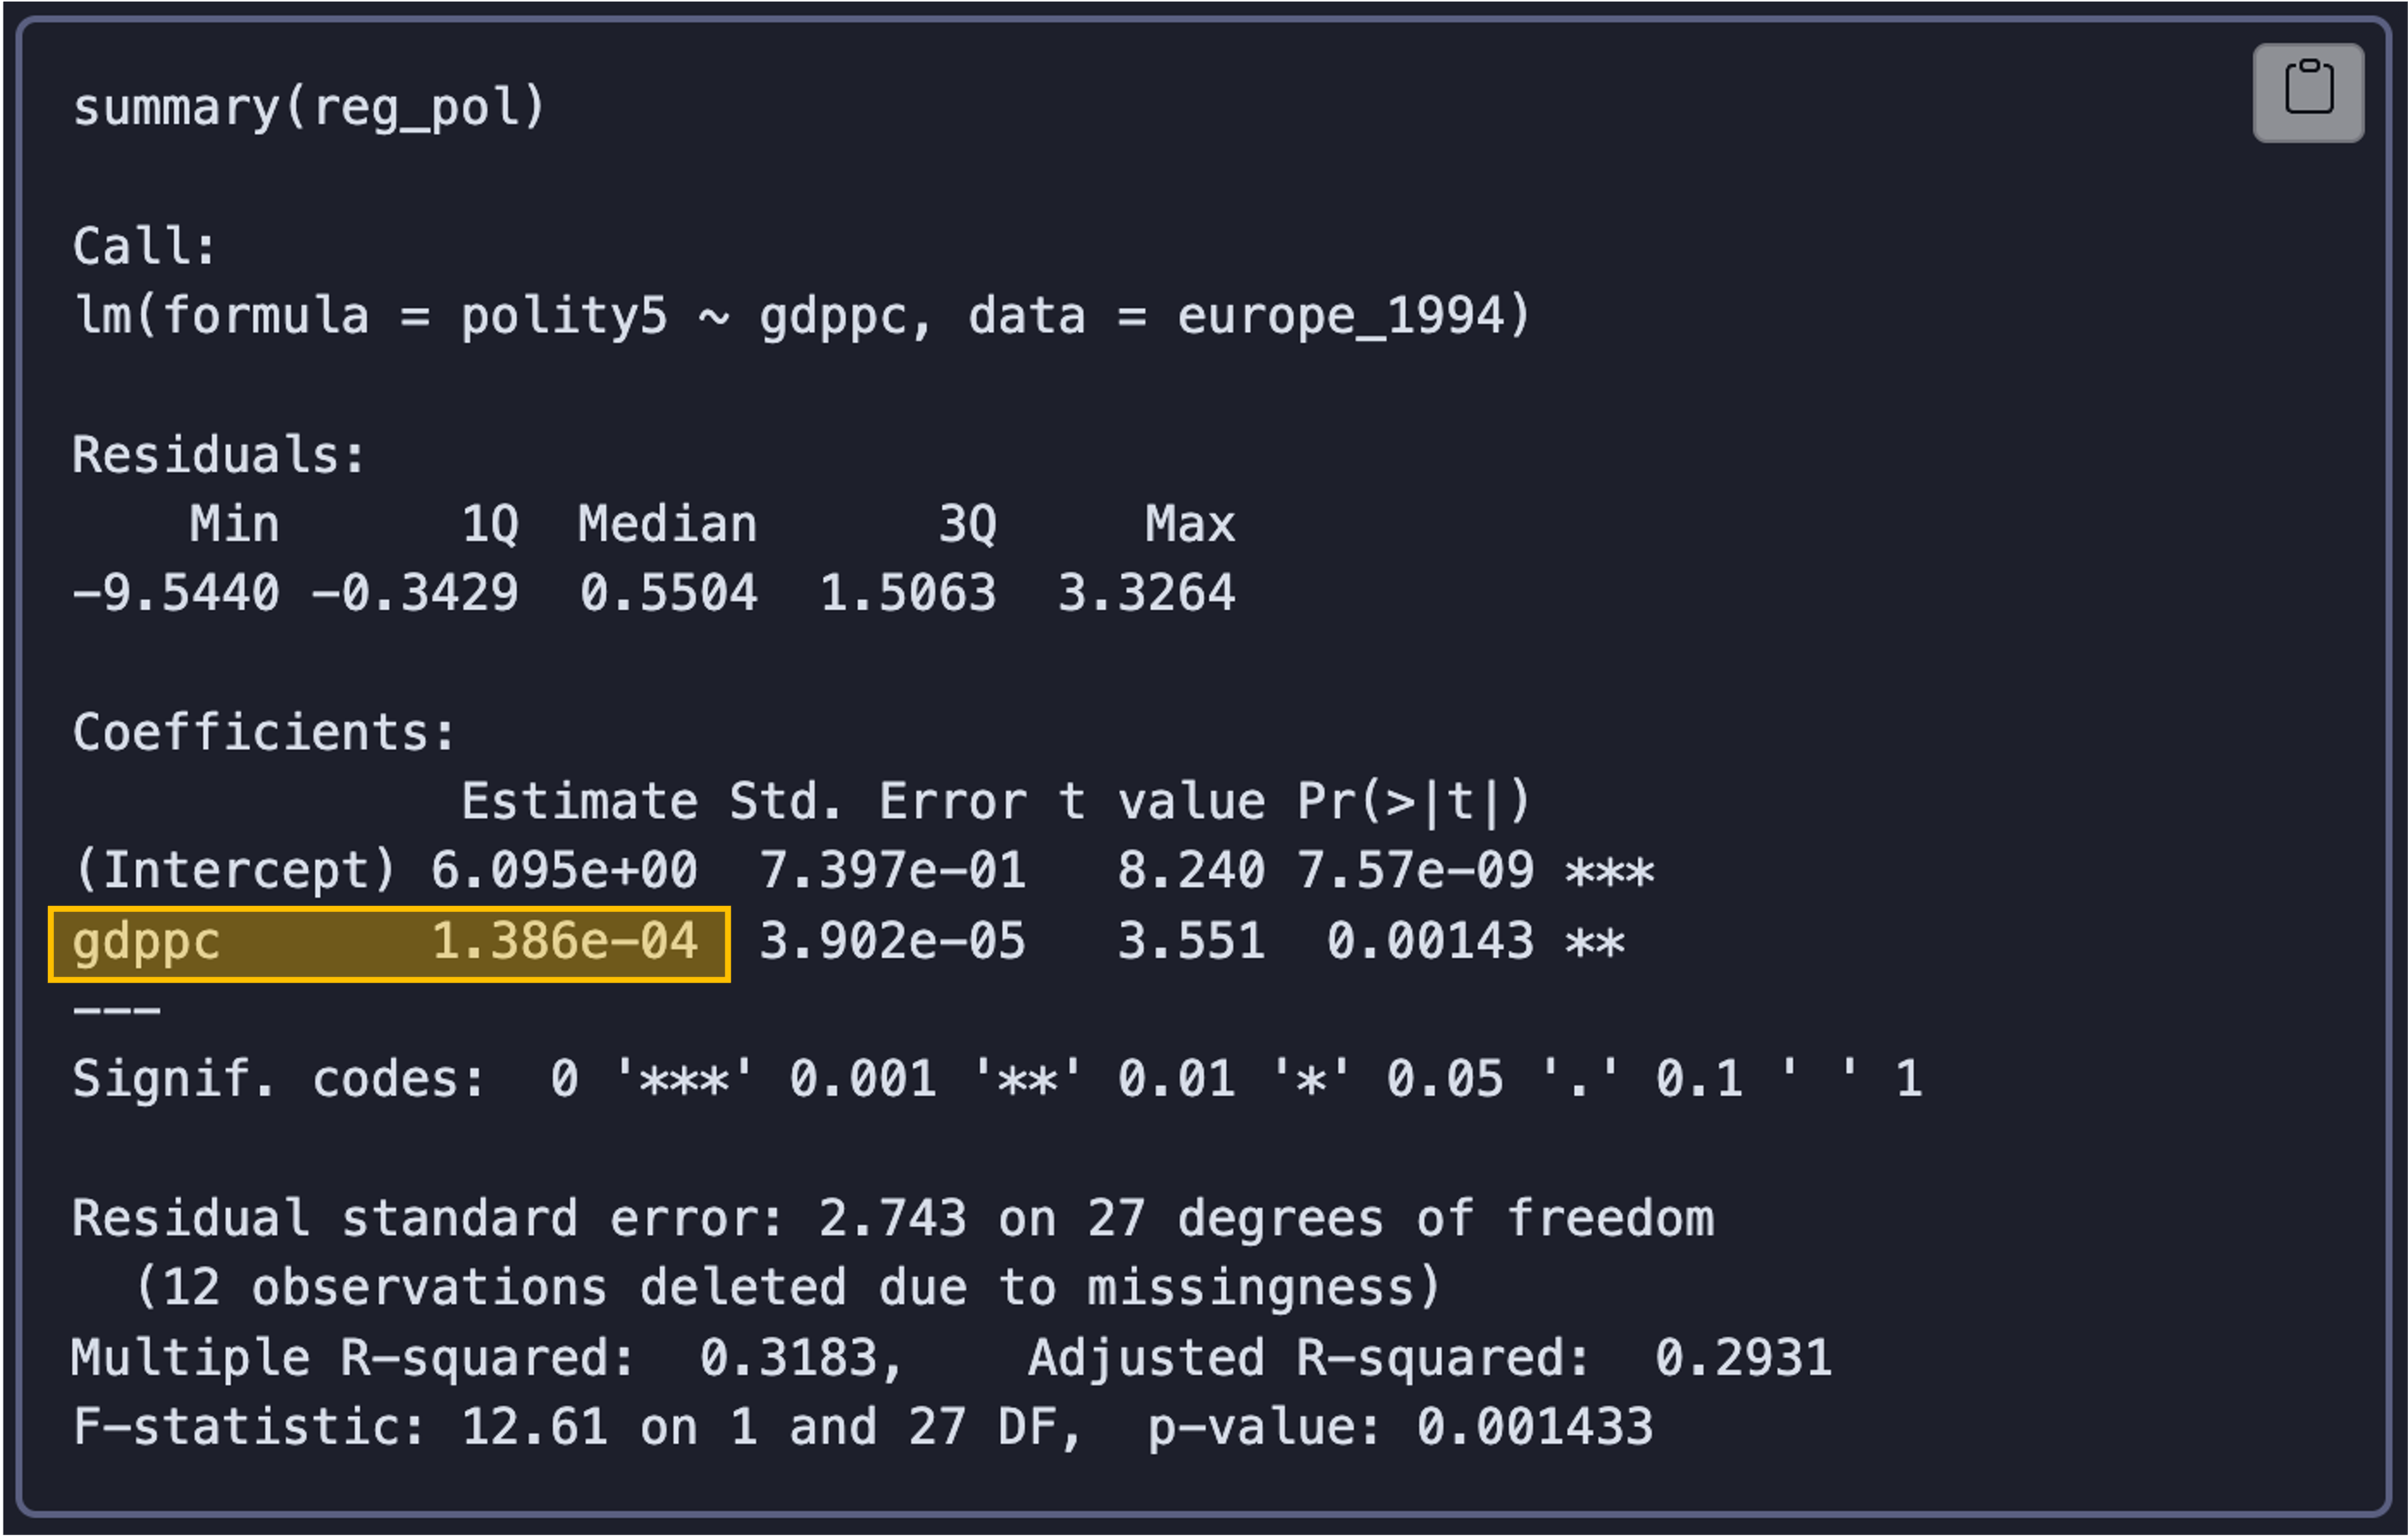 summary(reg_pol)
Call:
lm(formula = polity5 ~ gdppc, data = europe_1994)
Residuals:
    Min      1Q  Median      3Q     Max
-9.5440 -0.3429  0.5504  1.5063  3.3264
Coefficients:
             Estimate Std. Error t value Pr(>|t|)
(Intercept) 6.095e+00  7.397e-01   8.240 7.57e-09 ***
gdppc       1.386e-04  3.902e-05   3.551  0.00143 **
---
Signif. codes:  0 '***' 0.001 '**' 0.01 '*' 0.05 '.' 0.1 ' ' 1
Residual standard error: 2.743 on 27 degrees of freedom
  (12 observations deleted due to missingness)
Multiple R-squared:  0.3183,    Adjusted R-squared:  0.2931
F-statistic: 12.61 on 1 and 27 DF,  p-value: 0.001433